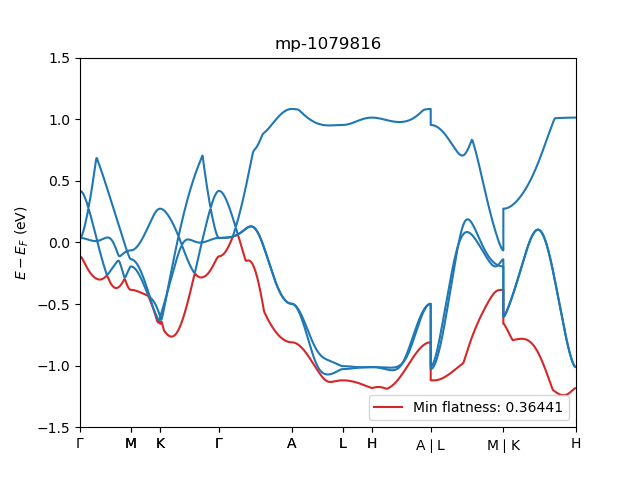 mp-1079816
1.5
1.0
0.5
0.0
−0.5
−1.0
−1.5
E − E_F (eV)
Min flatness: 0.36441
Γ M K Γ A L H A | L M | K H